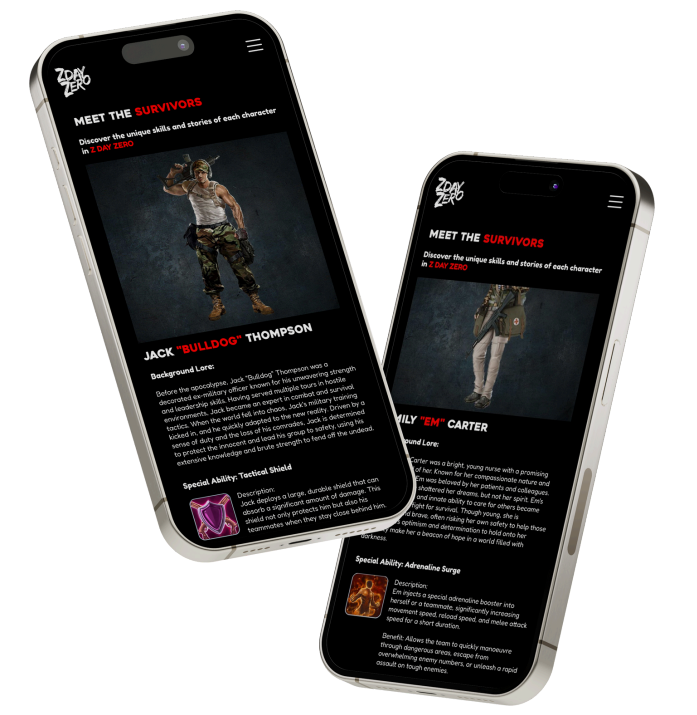 Z DAY
ZERO
MEET THE SURVIVORS
Discover the unique skills and stories of each character
in Z DAY ZERO
JACK "BULLDOG" THOMPSON
Background Lore:
Before the apocalypse, Jack "Bulldog" Thompson was a
decorated ex-military officer known for his unwavering strength
and leadership skills. Having served multiple tours in hostile
environments, Jack became an expert in combat and survival
tactics. When the world fell into chaos, Jack's military training
kicked in, and he quickly adapted to the new reality. Driven by a
sense of duty and the loss of his comrades, Jack is determined
to protect the innocent and lead his group to safety, using his
extensive knowledge and brute strength to fend off the undead.
Special Ability: Tactical Shield
Description:
Jack deploys a large, durable shield that can
absorb a significant amount of damage. This
shield not only protects him but also his
teammates when they stay close behind him.
Z DAY
ZERO
MEET THE SURVIVORS
Discover the unique skills and stories of each character
in Z DAY ZERO
MILY "EM" CARTER
ound Lore:
Carter was a bright, young nurse with a promising
of her. Known for her compassionate nature and
Em was beloved by her patients and colleagues.
shattered her dreams, but not her spirit. Em's
and innate ability to care for others became
fight for survival. Though young, she is
d brave, often risking her own safety to help those
optimism and determination to hold onto her
y make her a beacon of hope in a world filled with
darkness.
Special Ability: Adrenaline Surge
Description:
Em injects a special adrenaline booster into
herself or a teammate, significantly increasing
movement speed, reload speed, and melee attack
speed for a short duration.
Benefit: Allows the team to quickly manoeuvre
through dangerous areas, escape from
overwhelming enemy numbers, or unleash a rapid
assault on tough enemies.